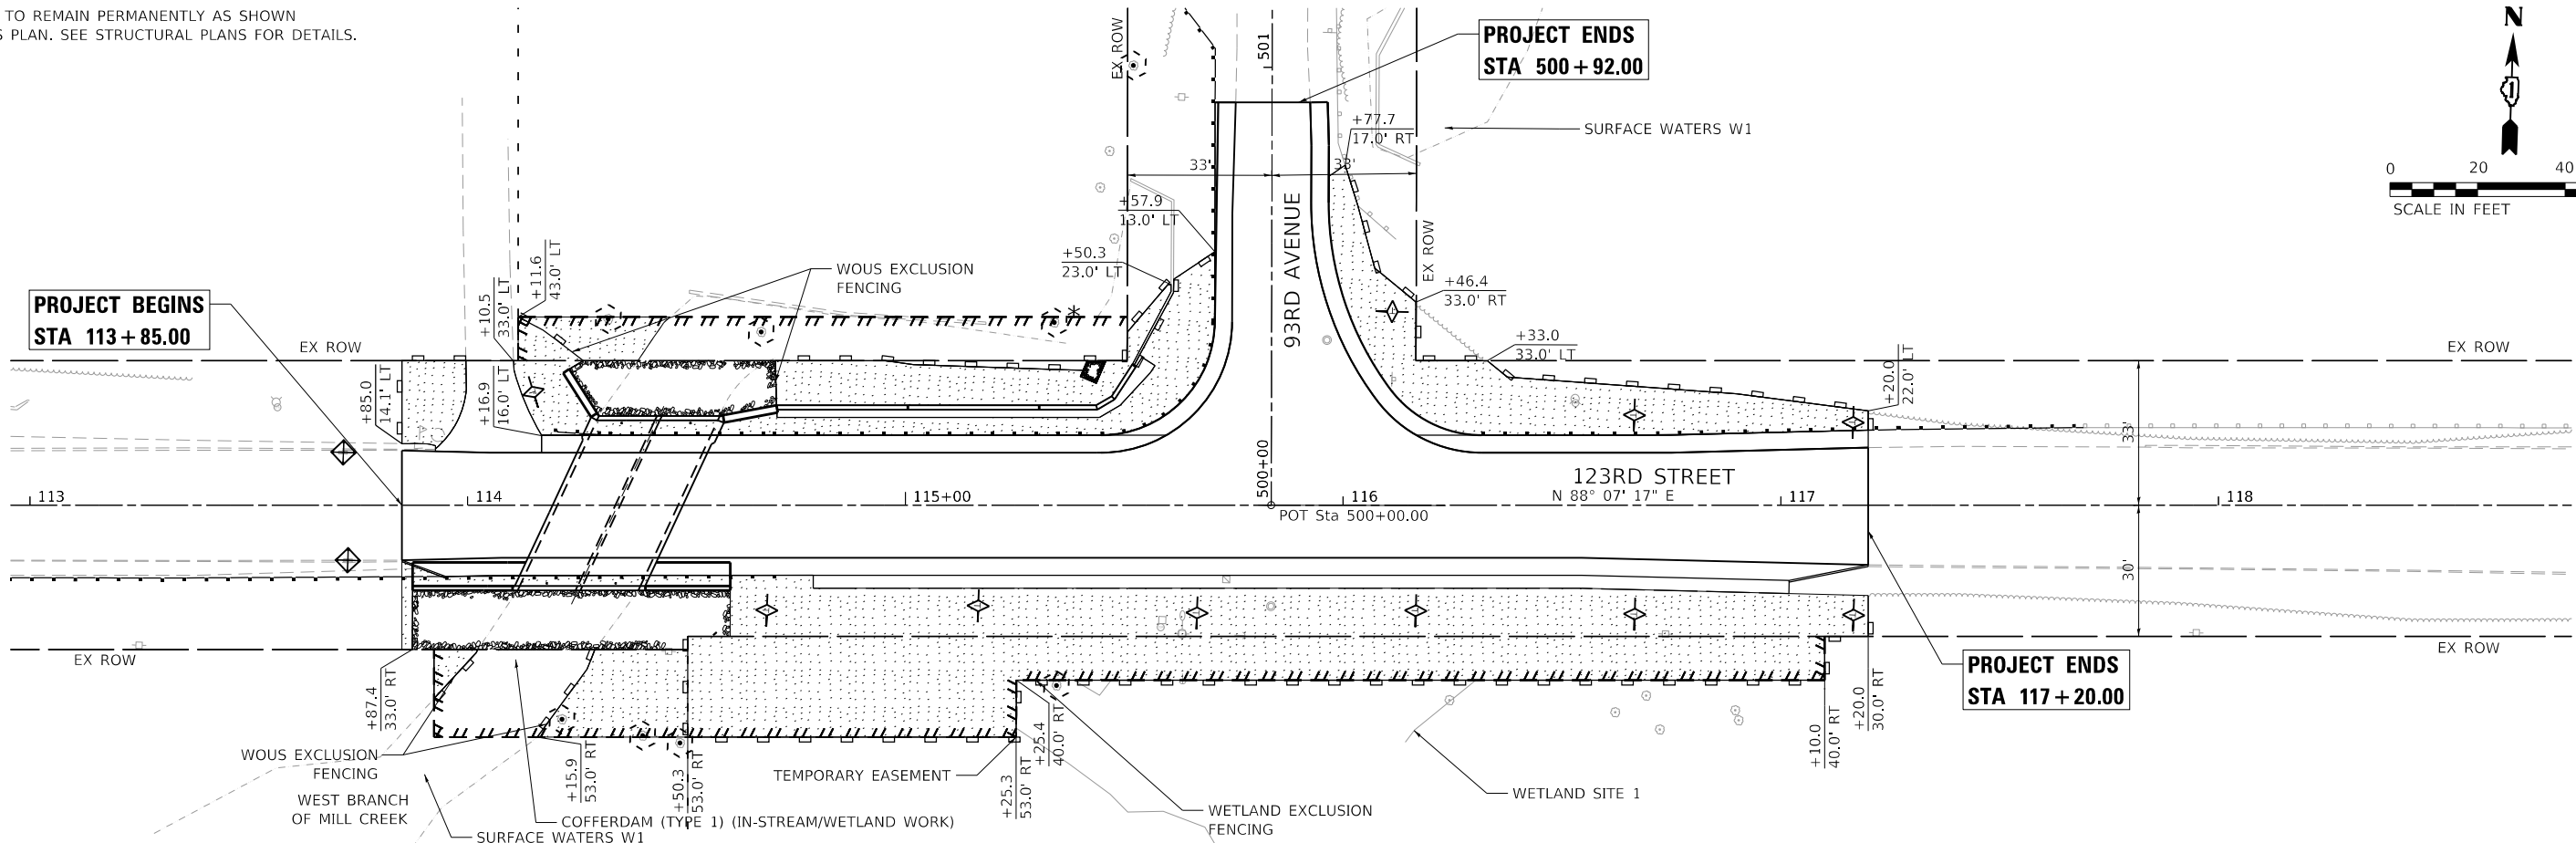 TO REMAIN PERMANENTLY AS SHOWN
S PLAN. SEE STRUCTURAL PLANS FOR DETAILS.
EX ROW
501
PROJECT ENDS
STA 500+92.00
N
1
0 20 40
SCALE IN FEET
+77.7
17.0' RT
SURFACE WATERS W1
33'
33'
+57.9
13.0' LT
93RD AVENUE
EX ROW
+50.3
23.0' LT
+46.4
33.0' RT
+11.6
43.0' LT
WOUS EXCLUSION
FENCING
PROJECT BEGINS
STA 113+85.00
+10.5
33.0' LT
EX ROW
+33.0
33.0' LT
EX ROW
+20.0
22.0' LT
+85.0
14.1' LT
+16.9
16.0' LT
33'
500+00
123RD STREET
N 88° 07' 17" E
113
114
115+00
116
117
118
POT Sta 500+00.00
30'
EX ROW
EX ROW
PROJECT ENDS
STA 117+20.00
+87.4
33.0' RT
+20.0
30.0' RT
+25.4
40.0' RT
+10.0
40.0' RT
WOUS EXCLUSION
FENCING
+15.9
53.0' RT
+50.3
53.0' RT
TEMPORARY EASEMENT
+25.3
53.0' RT
WETLAND SITE 1
WEST BRANCH
OF MILL CREEK
WETLAND EXCLUSION
FENCING
COFFERDAM (TYPE 1) (IN-STREAM/WETLAND WORK)
SURFACE WATERS W1